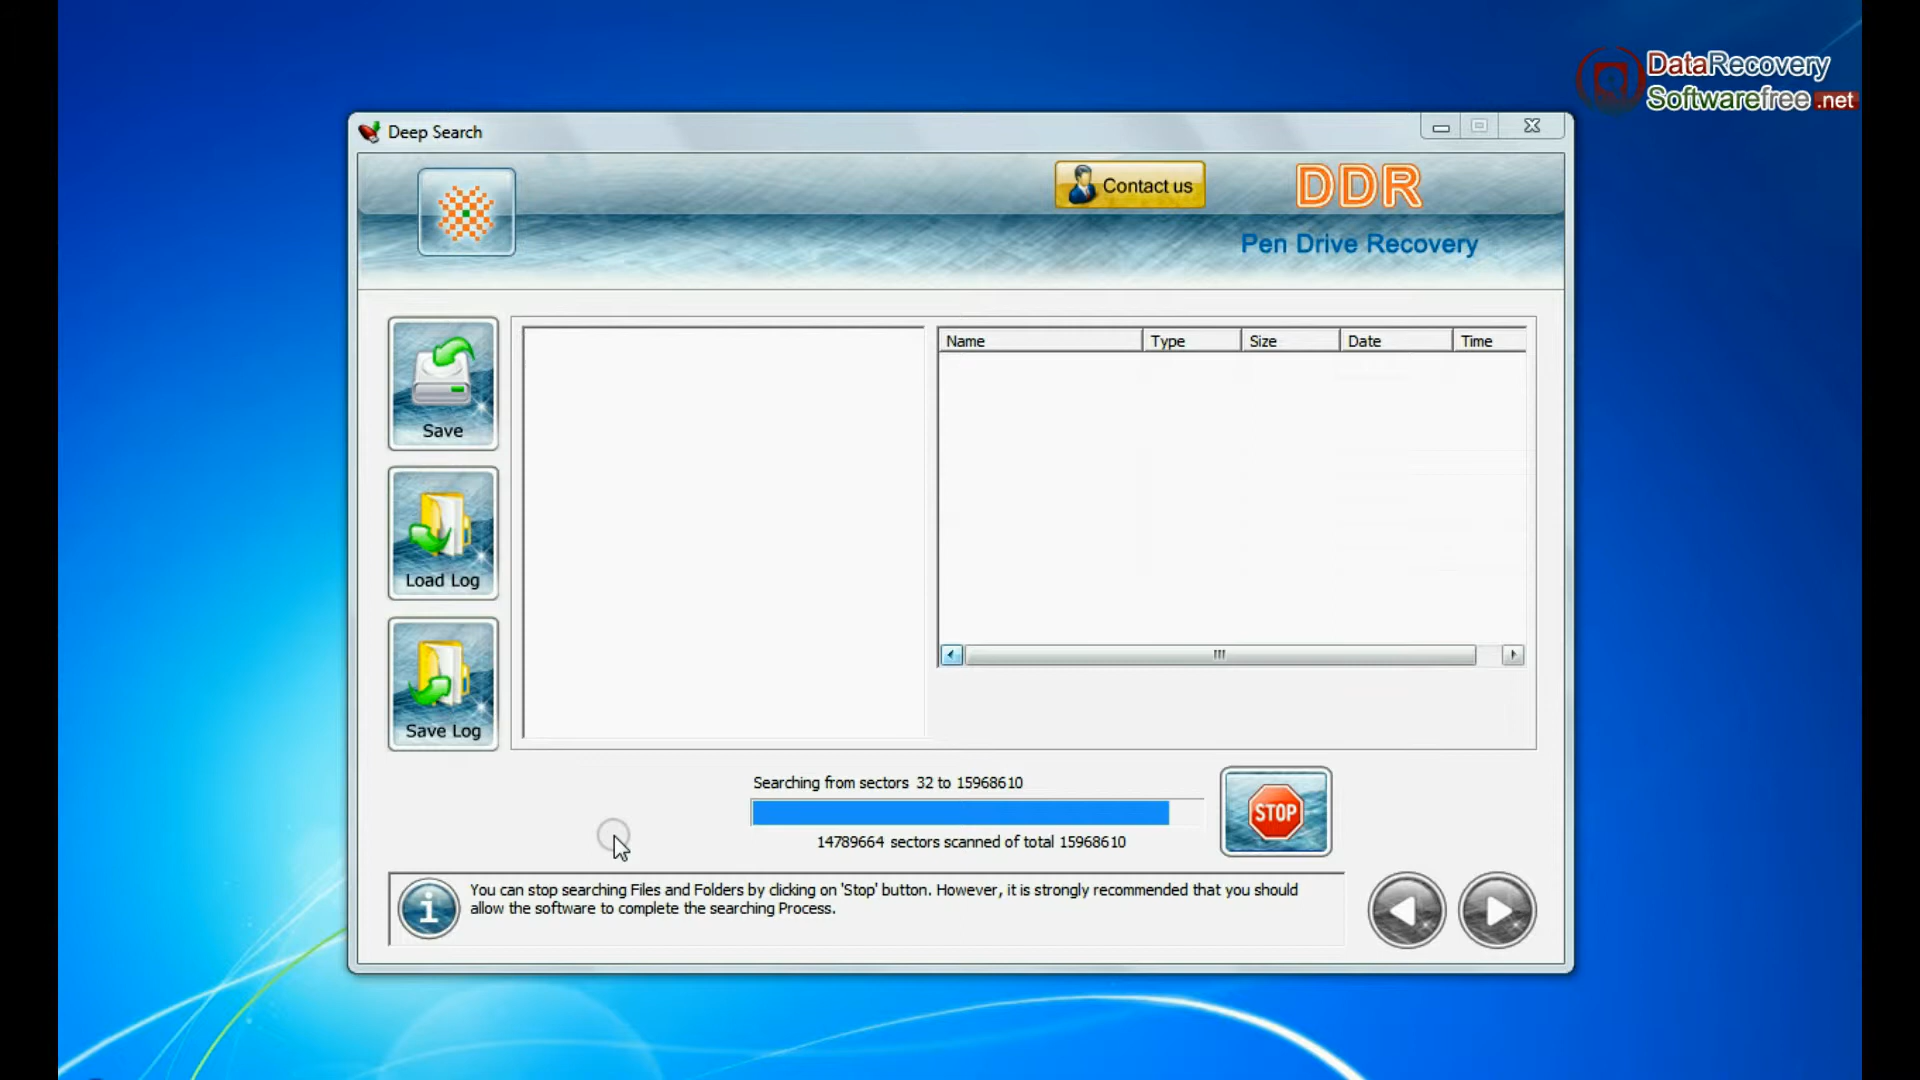 DataRecovery
Softwarefree.net
Deep Search
Contact us
DDR
Pen Drive Recovery
Save
Load Log
Save Log
Name Type Size Date Time
Searching from sectors 32 to 15968610
14789664 sectors scanned of total 15968610
STOP
You can stop searching Files and Folders by clicking on 'Stop' button. However, it is strongly recommended that you should
allow the software to complete the searching Process.